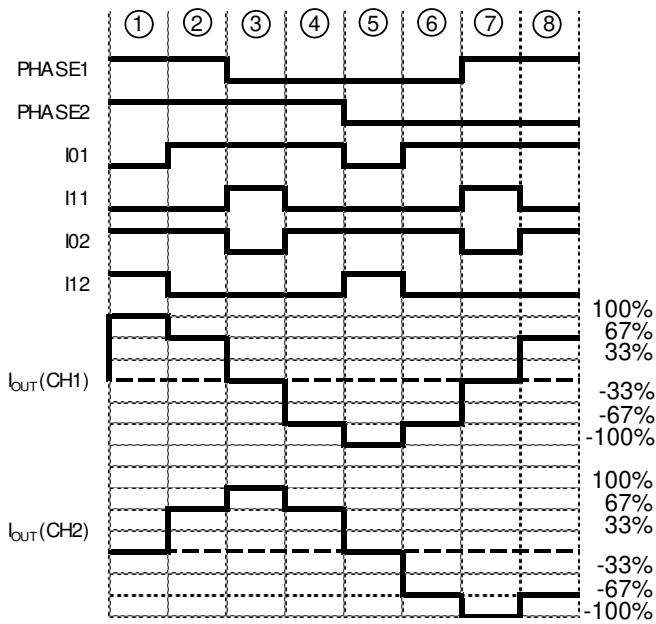 ① ② ③ ④ ⑤ ⑥ ⑦ ⑧
PHASE1
PHASE2
I01
I11
I02
I12
100%
67%
33%
IOUT(CH1)
-33%
-67%
-100%
100%
67%
33%
IOUT(CH2)
-33%
-67%
-100%